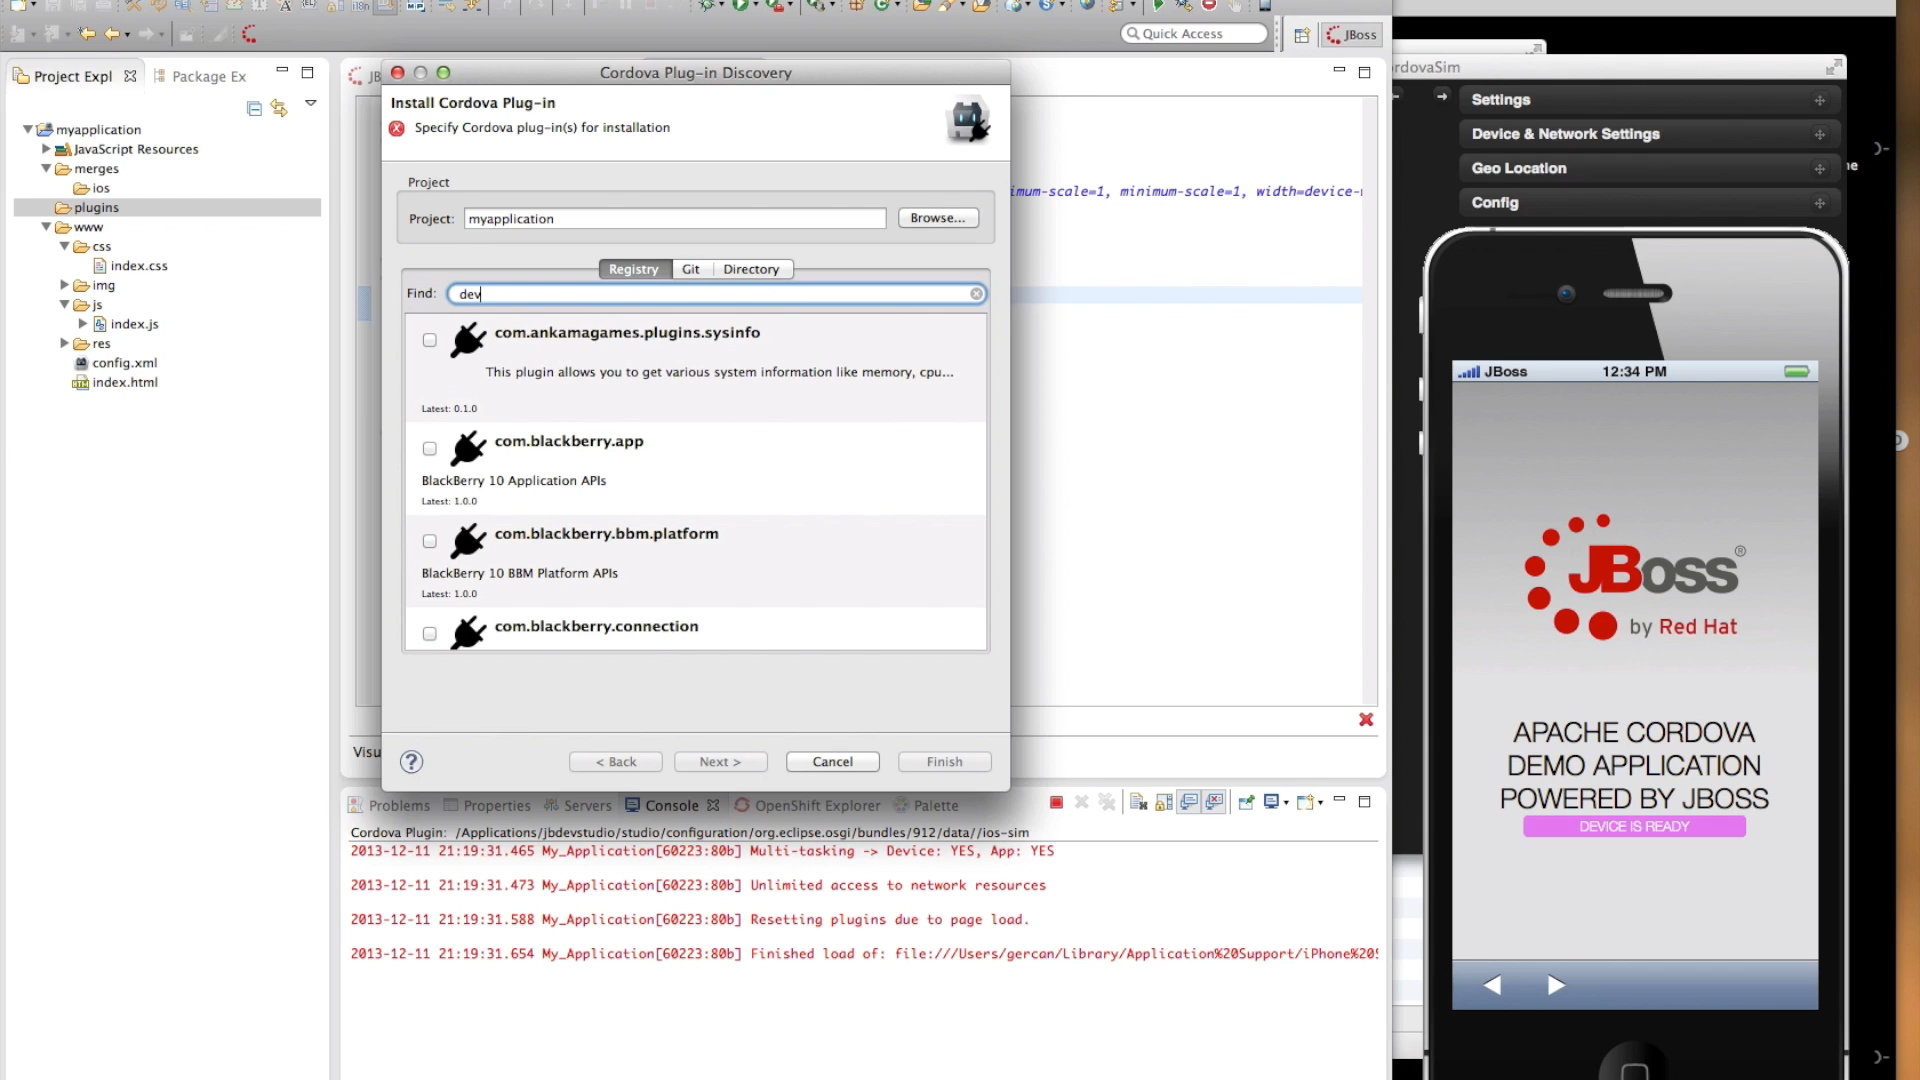 Quick Access
JBoss
Project Expl
Package Ex
myapplication
JavaScript Resources
merges
ios
plugins
www
css
index.css
img
js
index.js
res
config.xml
index.html
JB
Cordova Plug-in Discovery
Install Cordova Plug-in
Specify Cordova plug-in(s) for installation
Project
Project: myapplication
Browse...
Registry Git Directory
Find: dev
com.ankamagames.plugins.sysinfo
This plugin allows you to get various system information like memory, cpu...
Latest: 0.1.0
com.blackberry.app
BlackBerry 10 Application APIs
Latest: 1.0.0
com.blackberry.bbm.platform
BlackBerry 10 BBM Platform APIs
Latest: 1.0.0
com.blackberry.connection
< Back
Next >
Cancel
Finish
imum-scale=1, minimum-scale=1, width=device-
Visu
Problems Properties Servers Console OpenShift Explorer Palette
Cordova Plugin: /Applications/jbdevstudio/studio/configuration/org.eclipse.osgi/bundles/912/data//ios-sim
2013-12-11 21:19:31.465 My_Application[60223:80b] Multi-tasking -> Device: YES, App: YES
2013-12-11 21:19:31.473 My_Application[60223:80b] Unlimited access to network resources
2013-12-11 21:19:31.588 My_Application[60223:80b] Resetting plugins due to page load.
2013-12-11 21:19:31.654 My_Application[60223:80b] Finished load of: file:///Users/gercan/Library/Application%20Support/iPhone%20
rdovaSim
Settings
Device & Network Settings
Geo Location
Config
JBoss 12:34 PM
JBoss®
by Red Hat
APACHE CORDOVA
DEMO APPLICATION
POWERED BY JBOSS
DEVICE IS READY